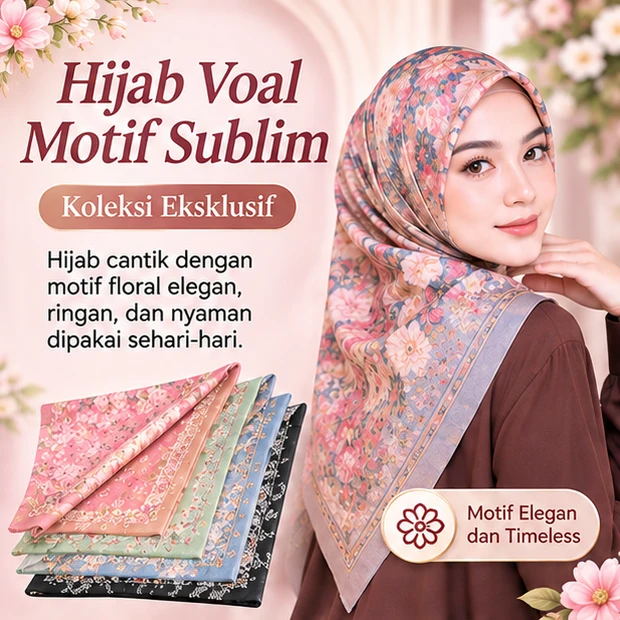 Hijab Voal
Motif Sublim
Koleksi Eksklusif
Hijab cantik dengan
motif floral elegan,
ringan, dan nyaman
dipakai sehari-hari.
Motif Elegan
dan Timeless